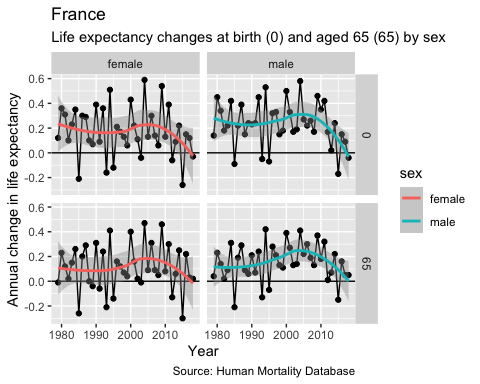 France
Life expectancy changes at birth (0) and aged 65 (65) by sex
female
male
0.6
0.4
0.2
0.0
-0.2
0
0.6
0.4
0.2
0.0
-0.2
65
Annual change in life expectancy
1980 1990 2000 2010
1980 1990 2000 2010
Year
sex
female
male
Source: Human Mortality Database